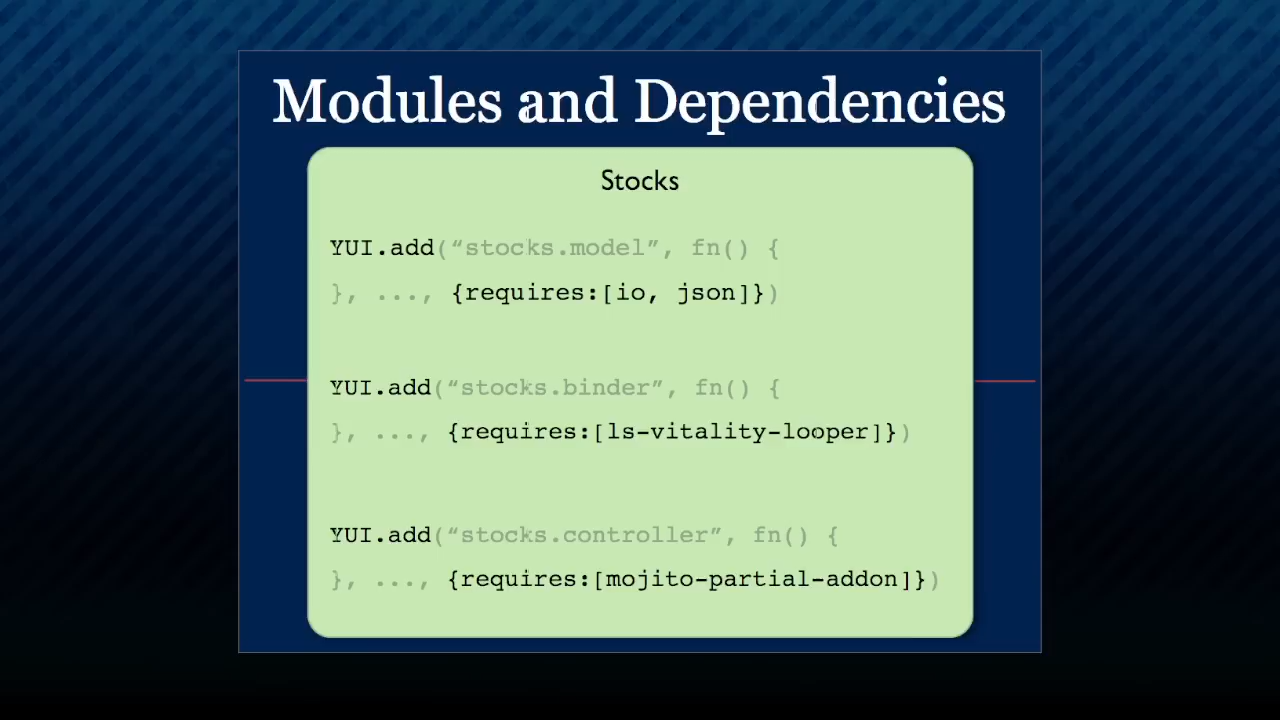 Modules and Dependencies
Stocks
YUI.add(“stocks.model”, fn() {
}, ..., {requires:[io, json]})
YUI.add(“stocks.binder”, fn() {
}, ..., {requires:[ls-vitality-looper]})
YUI.add(“stocks.controller”, fn() {
}, ..., {requires:[mojito-partial-addon]})